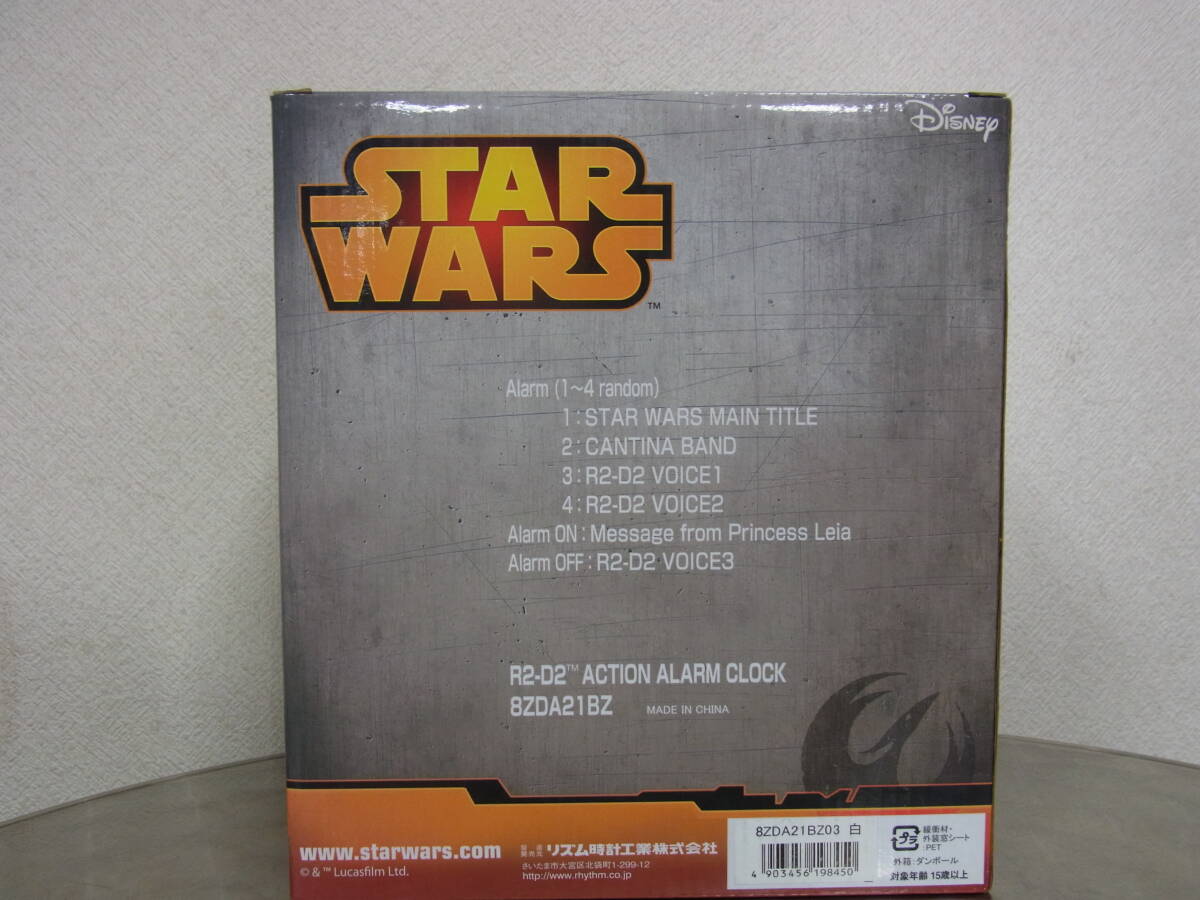 Disney
STAR
WARS
™
Alarm (1~4 random)
1:STAR WARS MAIN TITLE
2:CANTINA BAND
3:R2-D2 VOICE1
4:R2-D2 VOICE2
Alarm ON:Message from Princess Leia
Alarm OFF:R2-D2 VOICE3
R2-D2™ ACTION ALARM CLOCK
8ZDA21BZ MADE IN CHINA
www.starwars.com
© & ™ Lucasfilm Ltd.
リズム時計工業株式会社
さいたま市大宮区北袋町1-299-12
http://www.rhythm.co.jp
8ZDA21BZ03 白
4 903456 198450
プラ
緩衝材・
外装窓シート
:PET
外箱:ダンボール
対象年齢 15歳以上